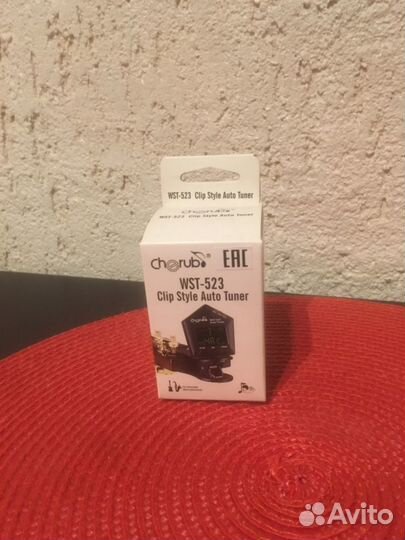 WST-523 Clip Style Auto Tuner
WST-523 Clip Style Auto Tuner
Cherub
EAC
WST-523
Clip Style Auto Tuner
Cherub
Avito